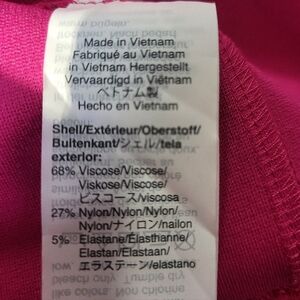 Made in Vietnam
Fabriqué au Vietnam
in Vietnam Hergestellt
Vervaardigd in Viêtnam
ベトナム製
Hecho en Vietnam
Shell/Extérieur/Oberstoff/
Buitenkant/シェル/tela
exterior:
68% Viscose/Viscose/
Viskose/Viscose/
ビスコース/viscosa
27% Nylon/Nylon/Nylon/
Nylon/ナイロン/nailon
5% Elastane/Élasthanne/
Elastan/Elastaan/
エラステーン/elastano